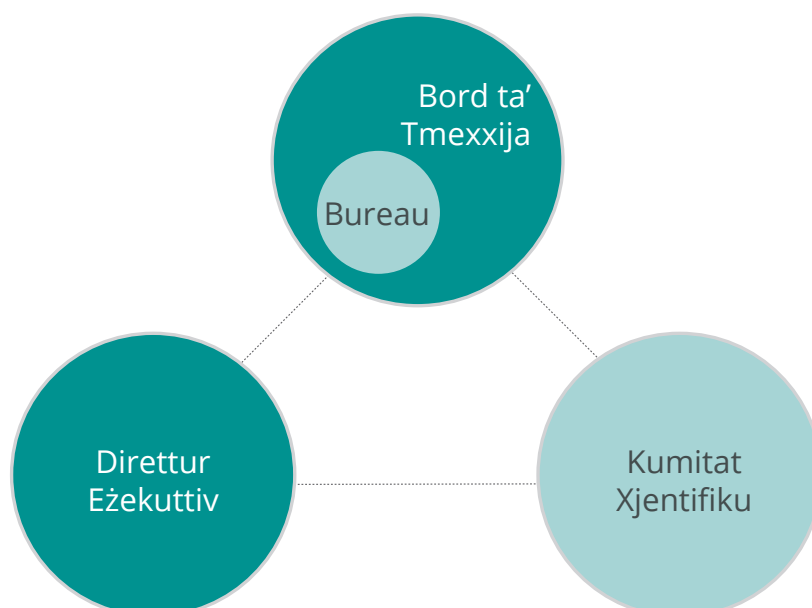 Bord ta’
Tmexxija
Bureau
Direttur
Eżekuttiv
Kumitat
Xjentifiku